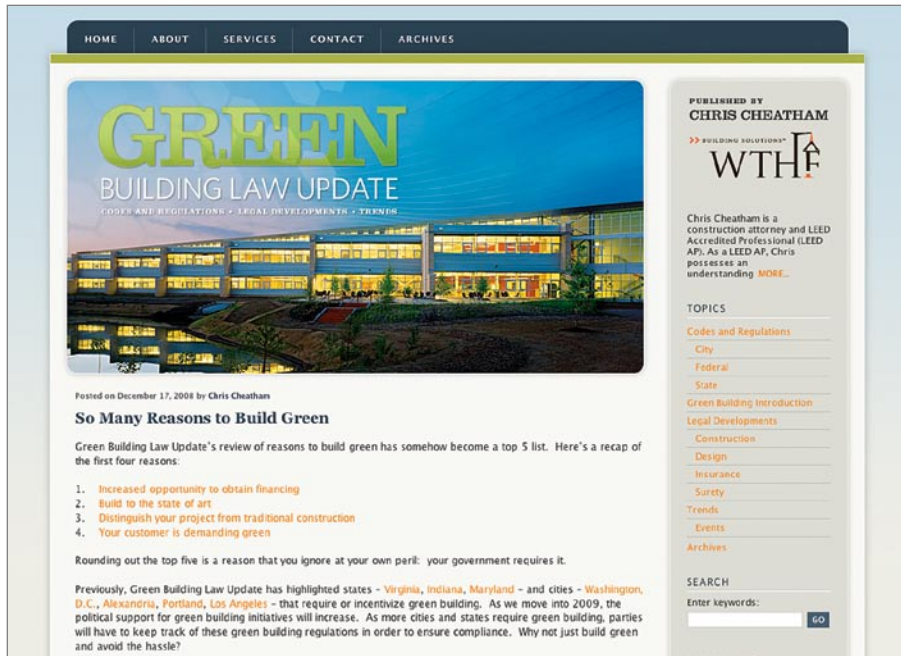 HOME ABOUT SERVICES CONTACT ARCHIVES
GREEN
BUILDING LAW UPDATE
CODES AND REGULATIONS • LEGAL DEVELOPMENTS • TRENDS
Posted on December 17, 2008 by Chris Cheatham
So Many Reasons to Build Green
Green Building Law Update's review of reasons to build green has somehow become a top 5 list. Here's a recap of
the first four reasons:
1. Increased opportunity to obtain financing
2. Build to the state of art
3. Distinguish your project from traditional construction
4. Your customer is demanding green
Rounding out the top five is a reason that you ignore at your own peril: your government requires it.
Previously, Green Building Law Update has highlighted states – Virginia, Indiana, Maryland – and cities – Washington,
D.C., Alexandria, Portland, Los Angeles – that require or incentivize green building. As we move into 2009, the
political support for green building initiatives will increase. As more cities and states require green building, parties
will have to keep track of these green building regulations in order to ensure compliance. Why not just build green
and avoid the hassle?
PUBLISHED BY
CHRIS CHEATHAM
>> BUILDING SOLUTIONS
WTHF
Chris Cheatham is a
construction attorney and LEED
Accredited Professional (LEED
AP). As a LEED AP, Chris
possesses an
understanding MORE...
TOPICS
Codes and Regulations
City
Federal
State
Green Building Introduction
Legal Developments
Construction
Design
Insurance
Surety
Trends
Events
Archives
SEARCH
Enter keywords:
GO